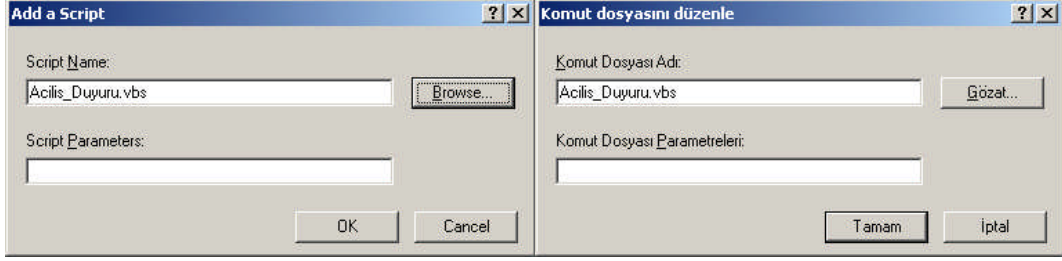 Add a Script
Script Name:
Acilis_Duyuru.vbs
Browse...
Script Parameters:
OK
Cancel
Komut dosyasını düzenle
Komut Dosyası Adı:
Acilis_Duyuru.vbs
Gözat...
Komut Dosyası Parametreleri:
Tamam
İptal